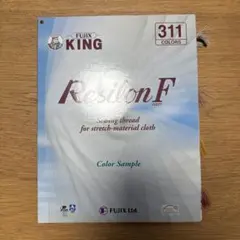 FUJIX
KING
311
COLORS
Resilon F
Sewing thread
for stretch-material cloth
Color Sample
FUJIX Ltd.